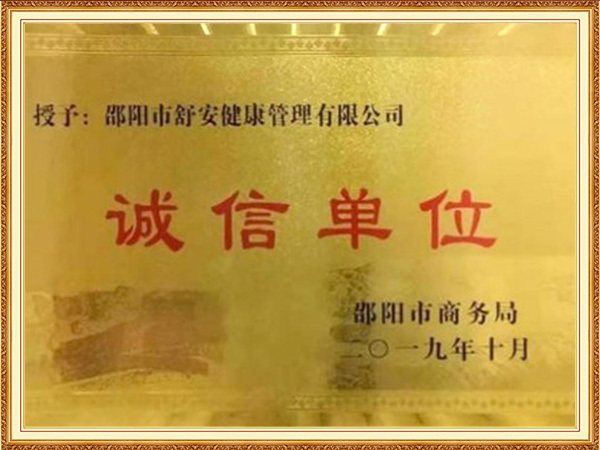 授予：邵阳市舒安健康管理有限公司
诚信单位
邵阳市商务局
二〇一九年十月